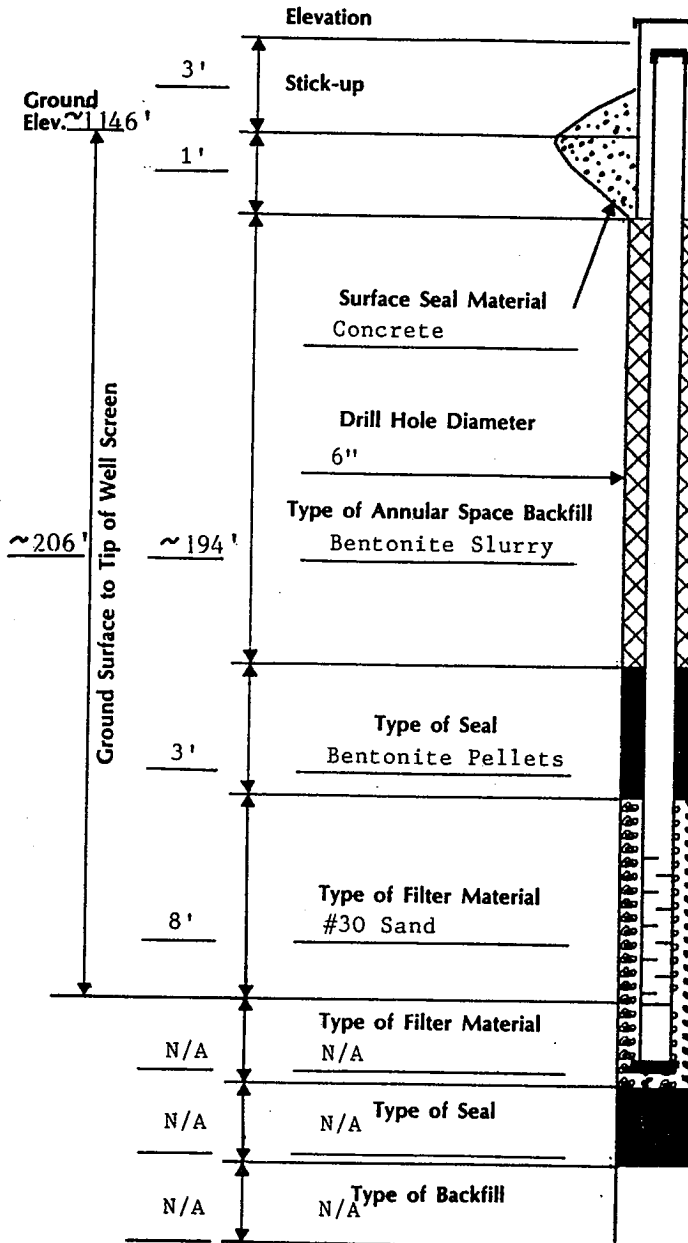 Elevation
3'
Stick-up
Ground
Elev. ~1146'
1'
Surface Seal Material
Concrete
Drill Hole Diameter
6"
Type of Annular Space Backfill
~206'
~194'
Bentonite Slurry
Ground Surface to Tip of Well Screen
Type of Seal
3'
Bentonite Pellets
Type of Filter Material
8'
#30 Sand
Type of Filter Material
N/A
N/A
Type of Seal
N/A
N/A
Type of Backfill
N/A
N/A